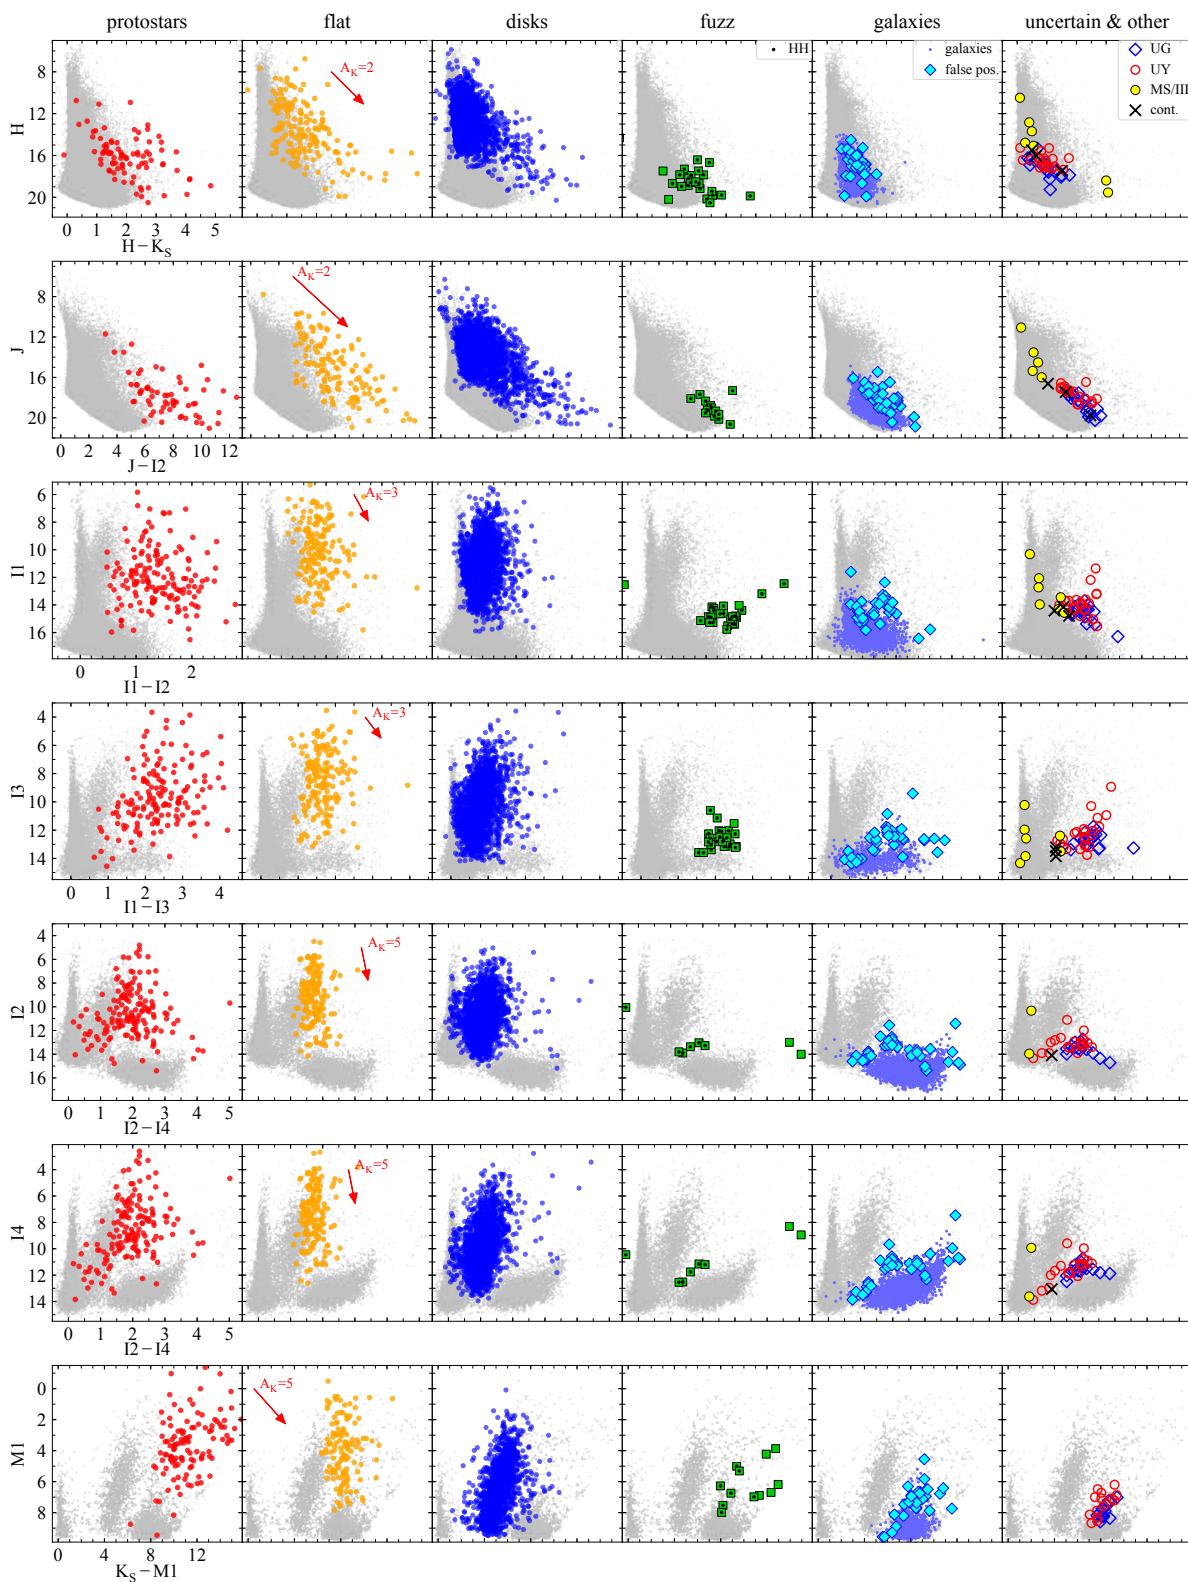 protostars flat disks fuzz galaxies uncertain & other
HH
galaxies
false pos.
UG
UY
MS/III
cont.
A_K=2
H
8
12
16
20
0 1 2 3 4 5
H−K_S
A_K=2
J
8
12
16
20
0 2 4 6 8 10 12
J−I2
A_K=3
I1
6
10
12
14
16
0 1 2
I1−I2
A_K=3
I3
4
6
8
10
12
14
0 1 2 3 4
I1−I3
A_K=5
I2
4
6
8
10
12
14
16
0 1 2 3 4 5
I2−I4
A_K=5
I4
4
6
8
10
12
14
0 1 2 3 4 5
I2−I4
A_K=5
M1
0
2
4
6
8
0 4 8 12
K_S−M1